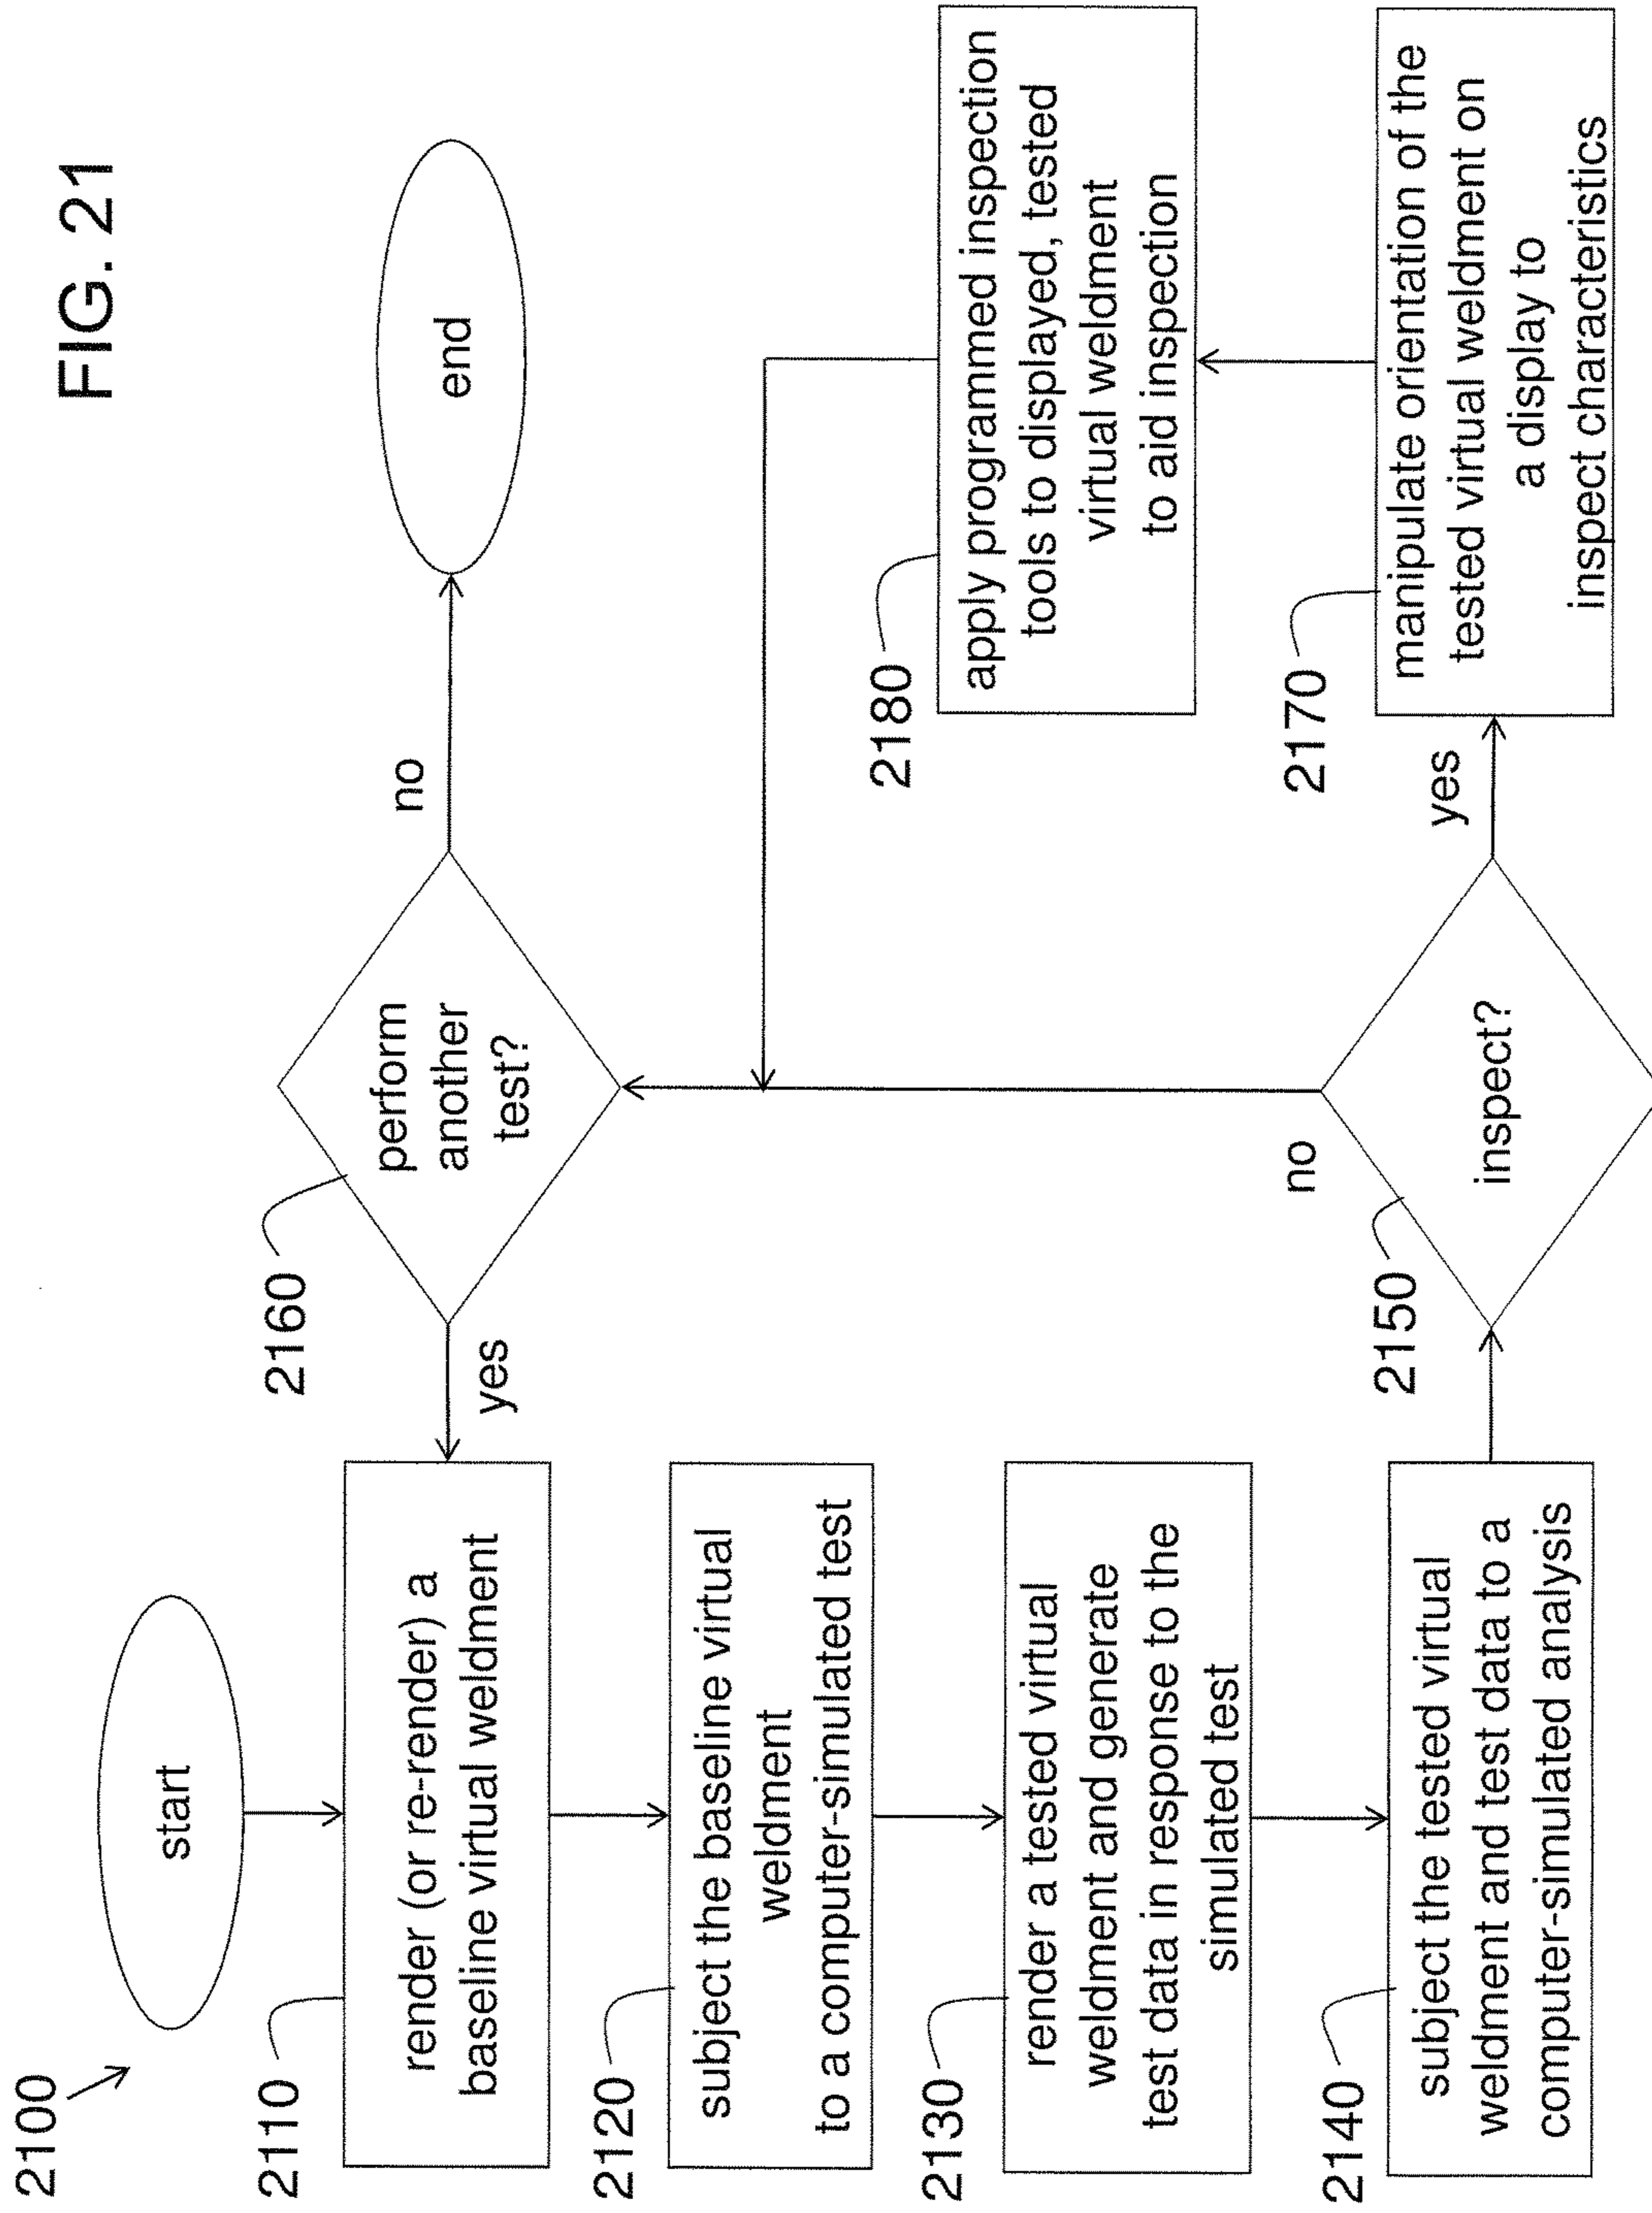 FIG. 21
2100
start
2110
render (or re-render) a
baseline virtual weldment
2120
subject the baseline virtual
weldment
to a computer-simulated test
2130
render a tested virtual
weldment and generate
test data in response to the
simulated test
2140
subject the tested virtual
weldment and test data to a
computer-simulated analysis
2150
inspect?
no
yes
2160
perform
another
test?
yes
no
end
2170
manipulate orientation of the
tested virtual weldment on
a display to
inspect characteristics
2180
apply programmed inspection
tools to displayed, tested
virtual weldment
to aid inspection